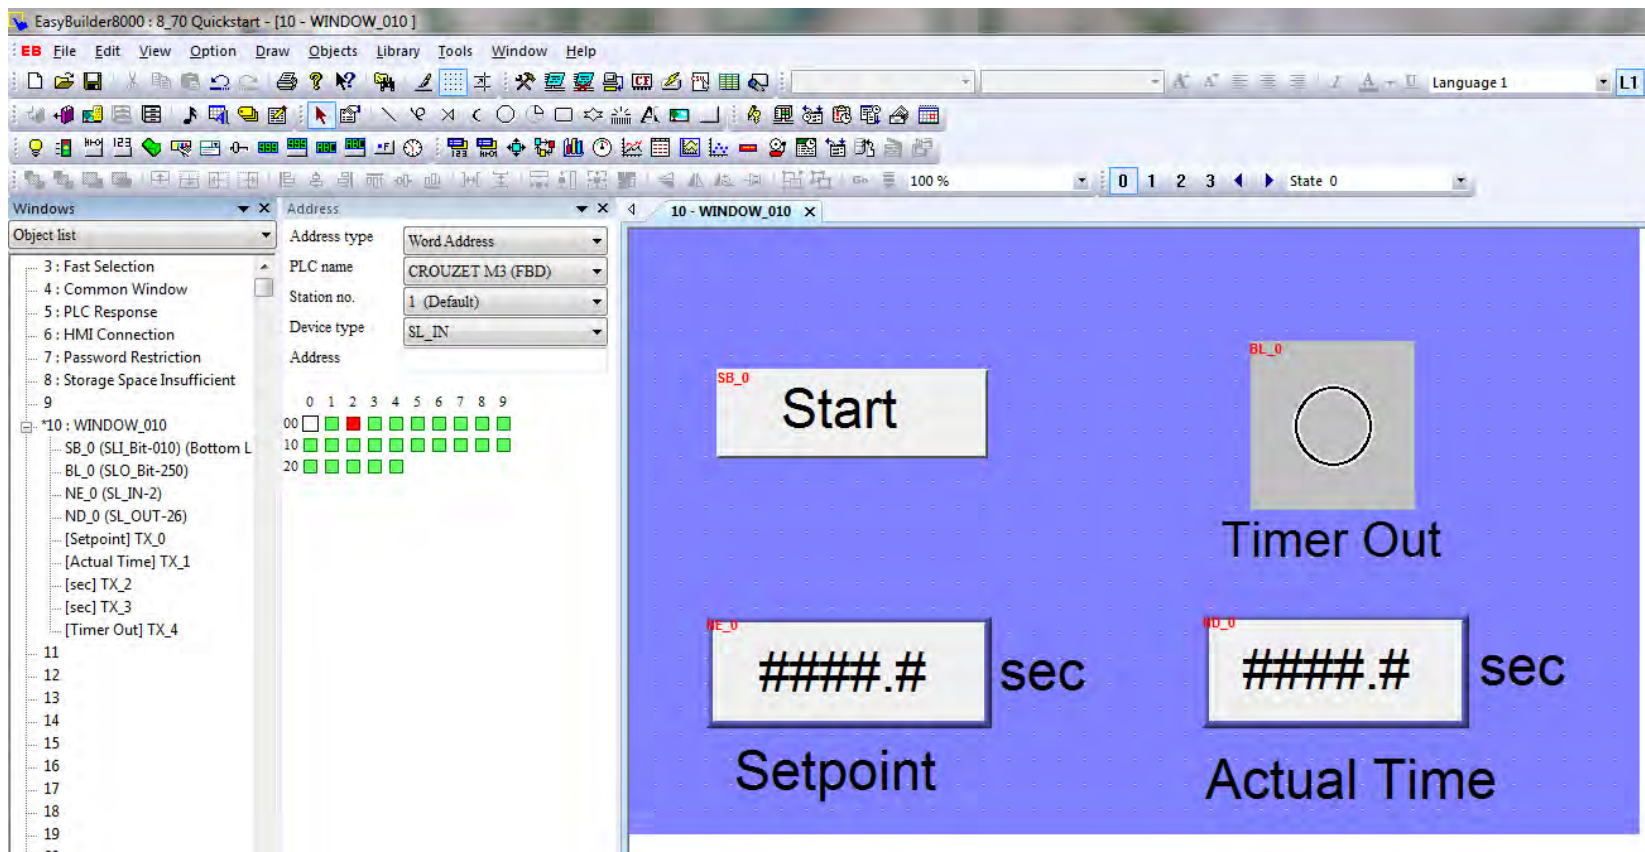 EasyBuilder8000 : 8_70 Quickstart - [10 - WINDOW_010 ]
EB File Edit View Option Draw Objects Library Tools Window Help
Language 1 L1
100 % 0 1 2 3 State 0
Windows
Object list
3 : Fast Selection
4 : Common Window
5 : PLC Response
6 : HMI Connection
7 : Password Restriction
8 : Storage Space Insufficient
9
*10 : WINDOW_010
SB_0 (SLI_Bit-010) (Bottom L
BL_0 (SLO_Bit-250)
NE_0 (SL_IN-2)
ND_0 (SL_OUT-26)
[Setpoint] TX_0
[Actual Time] TX_1
[sec] TX_2
[sec] TX_3
[Timer Out] TX_4
11
12
13
14
15
16
17
18
19
Address
Address type Word Address
PLC name CROUZET M3 (FBD)
Station no. 1 (Default)
Device type SL_IN
Address
0 1 2 3 4 5 6 7 8 9
00
10
20
10 - WINDOW_010
SB_0
Start
BL_0
Timer Out
NE_0
####.# sec
Setpoint
ND_0
####.# sec
Actual Time